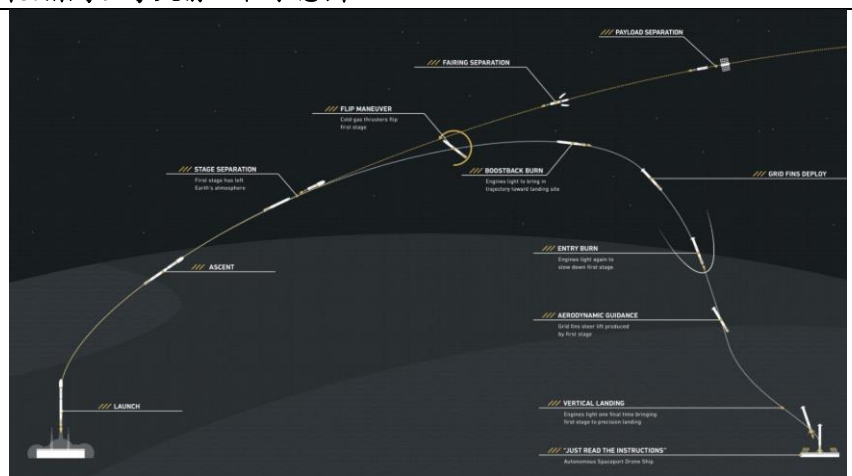 /// PAYLOAD SEPARATION
/// FAIRING SEPARATION
/// FLIP MANEUVER
Cold gas thrusters flip
first stage
/// STAGE SEPARATION
First stage has left
Earth's atmosphere
/// BOOSTBACK BURN
Engines light to bring in
trajectory toward landing site
/// GRID FINS DEPLOY
/// ENTRY BURN
Engines light again to
slow down first stage
/// ASCENT
/// AERODYNAMIC GUIDANCE
Grid fins steer lift produced
by first stage
/// LAUNCH
/// VERTICAL LANDING
Engines light one final time bringing
first stage to precision landing
/// "JUST READ THE INSTRUCTIONS"
Autonomous Spaceport Drone Ship